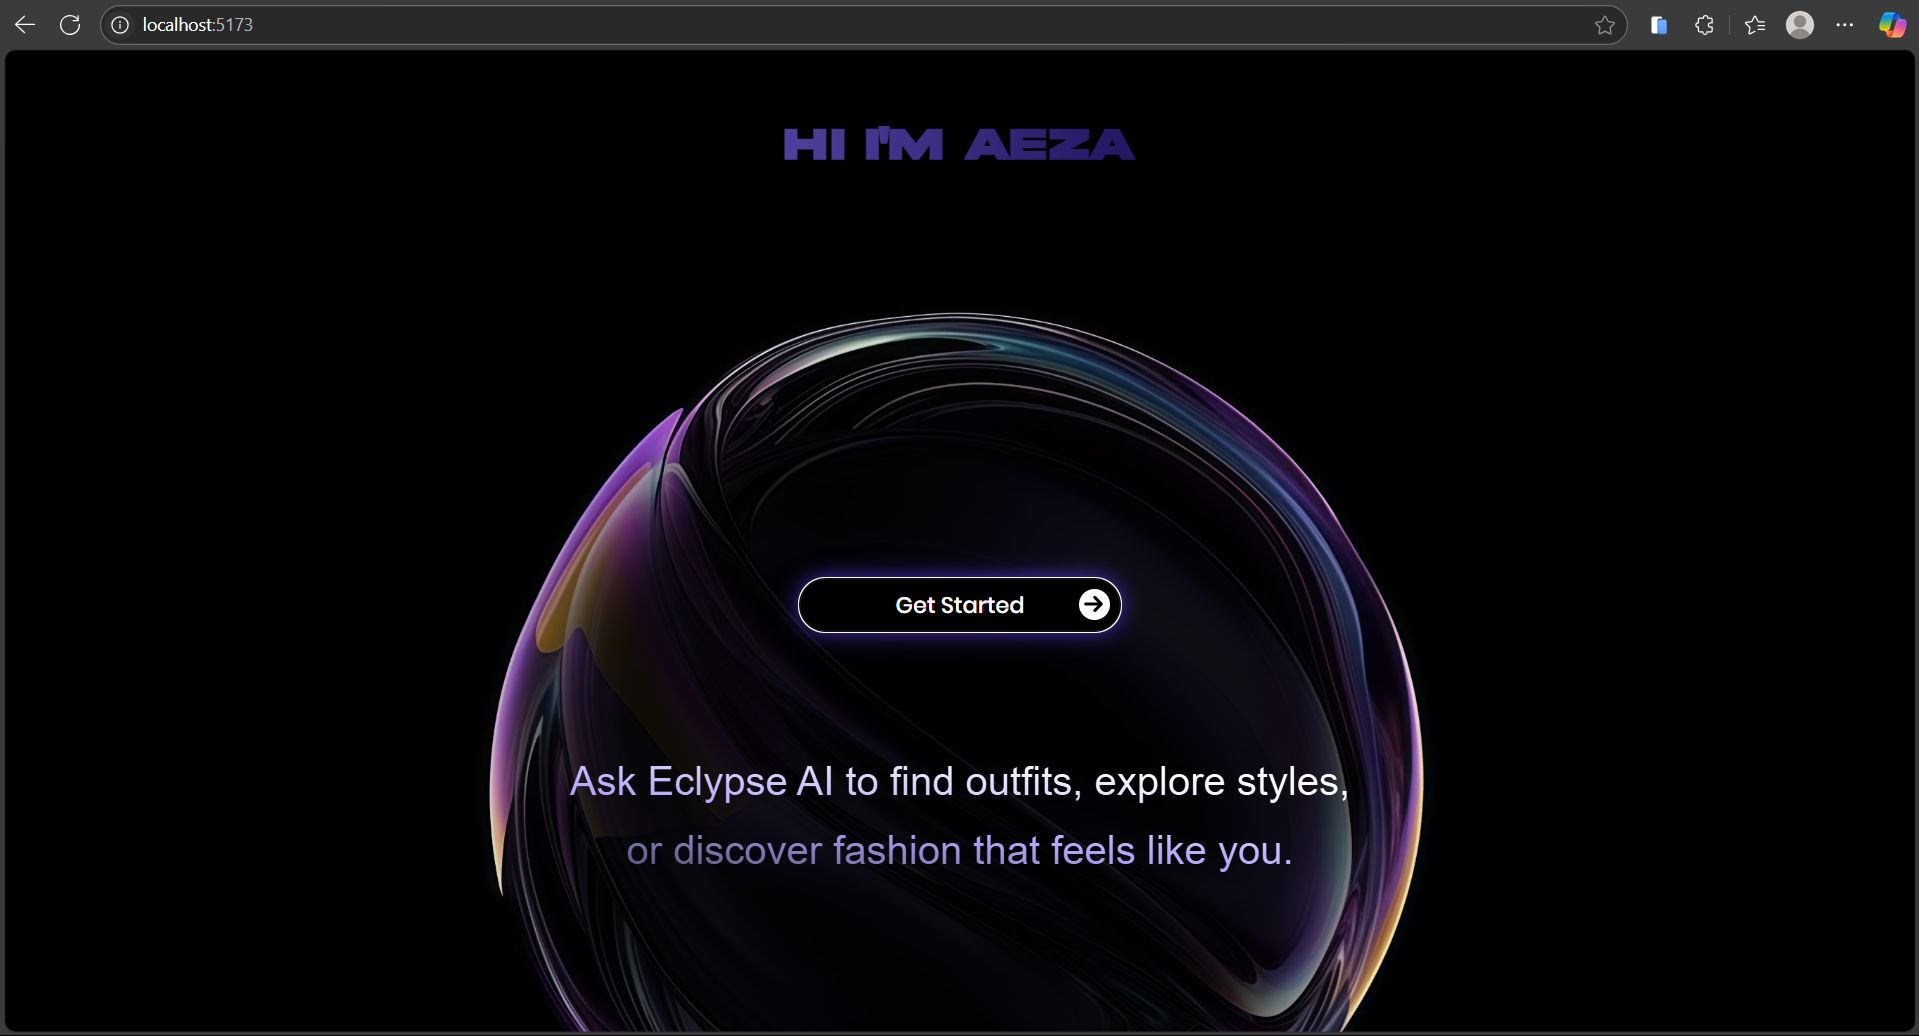 localhost:5173
HI I'M AEZA
Get Started
Ask Eclypse AI to find outfits, explore styles,
or discover fashion that feels like you.